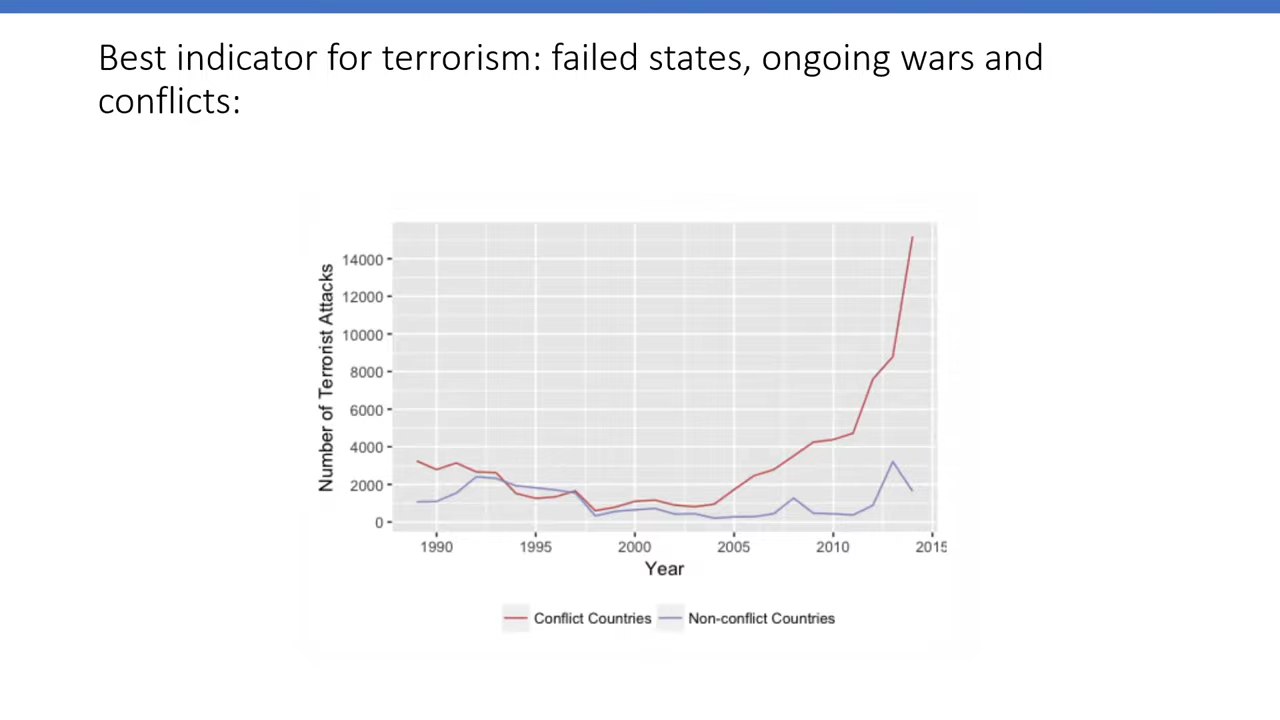 Best indicator for terrorism: failed states, ongoing wars and
conflicts:
Number of Terrorist Attacks
14000
12000
10000
8000
6000
4000
2000
0
1990 1995 2000 2005 2010 2015
Year
Conflict Countries Non-conflict Countries